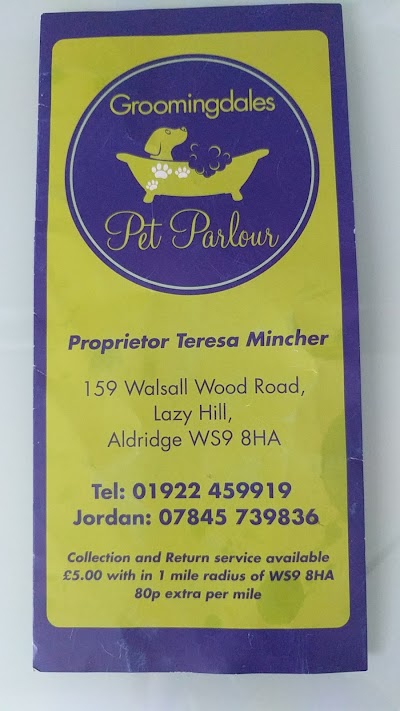 Groomingdales
Pet Parlour
Proprietor Teresa Mincher
159 Walsall Wood Road,
Lazy Hill,
Aldridge WS9 8HA
Tel: 01922 459919
Jordan: 07845 739836
Collection and Return service available
£5.00 with in 1 mile radius of WS9 8HA
80p extra per mile